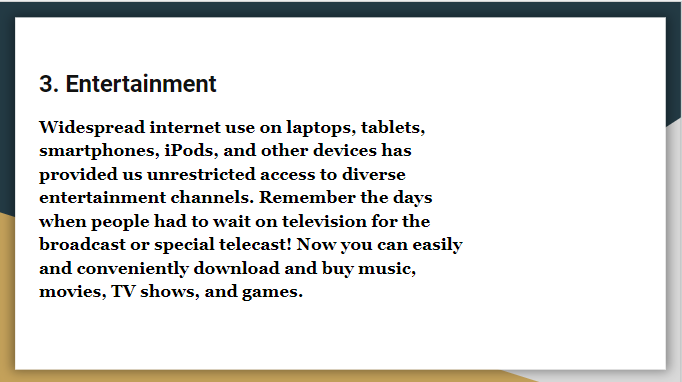 3. Entertainment
Widespread internet use on laptops, tablets,
smartphones, iPods, and other devices has
provided us unrestricted access to diverse
entertainment channels. Remember the days
when people had to wait on television for the
broadcast or special telecast! Now you can easily
and conveniently download and buy music,
movies, TV shows, and games.